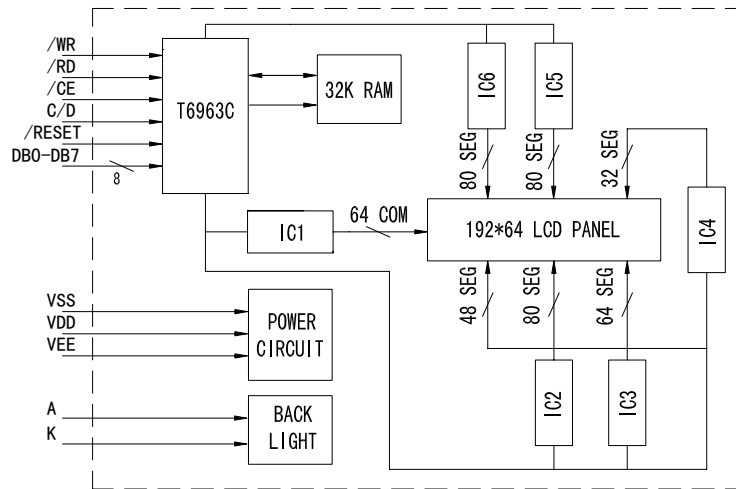 /WR
/RD
/CE
C/D
/RESET
DB0-DB7
8
T6963C
32K RAM
IC6
IC5
80 SEG
80 SEG
32 SEG
IC4
IC1
64 COM
192*64 LCD PANEL
48 SEG
80 SEG
64 SEG
IC2
IC3
VSS
VDD
VEE
POWER
CIRCUIT
A
K
BACK
LIGHT